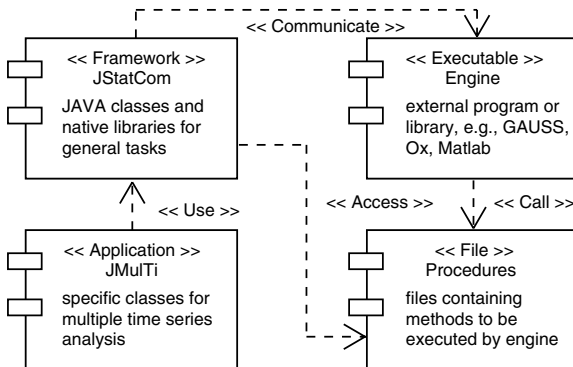 << Communicate >>
<< Framework >>
JStatCom
JAVA classes and
native libraries for
general tasks
<< Executable >>
Engine
external program or
library, e.g., GAUSS,
Ox, Matlab
<< Use >>
<< Access >>
<< Call >>
<< Application >>
JMulTi
specific classes for
multiple time series
analysis
<< File >>
Procedures
files containing
methods to be
executed by engine